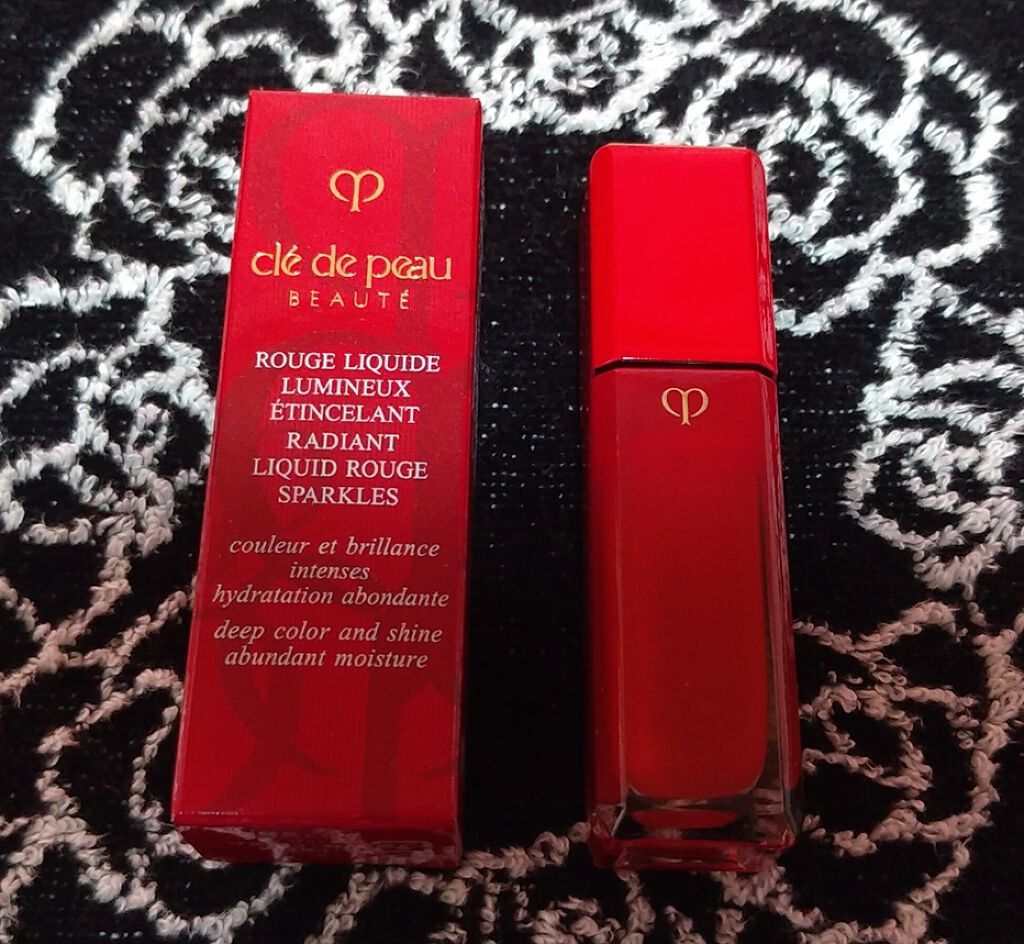 clé de peau
BEAUTÉ
ROUGE LIQUIDE
LUMINEUX
ÉTINCELANT
RADIANT
LIQUID ROUGE
SPARKLES
couleur et brillance
intenses
hydratation abondante
deep color and shine
abundant moisture